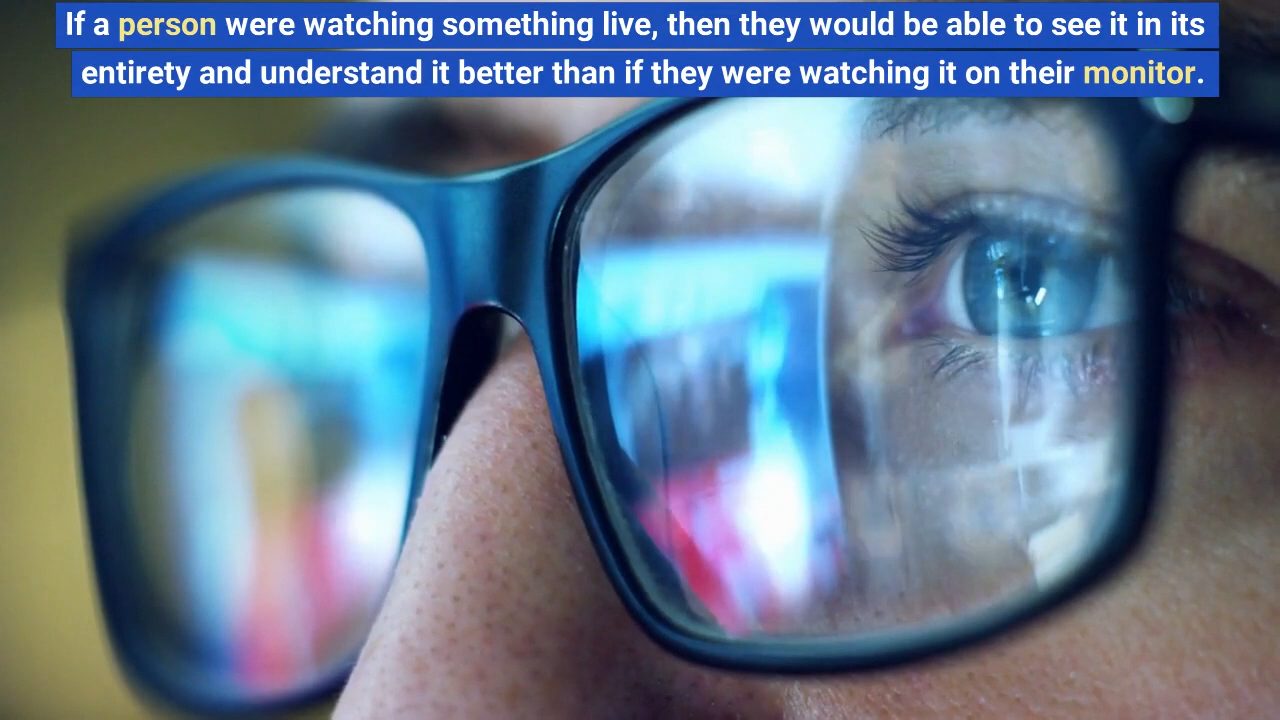 If a person were watching something live, then they would be able to see it in its
entirety and understand it better than if they were watching it on their monitor.